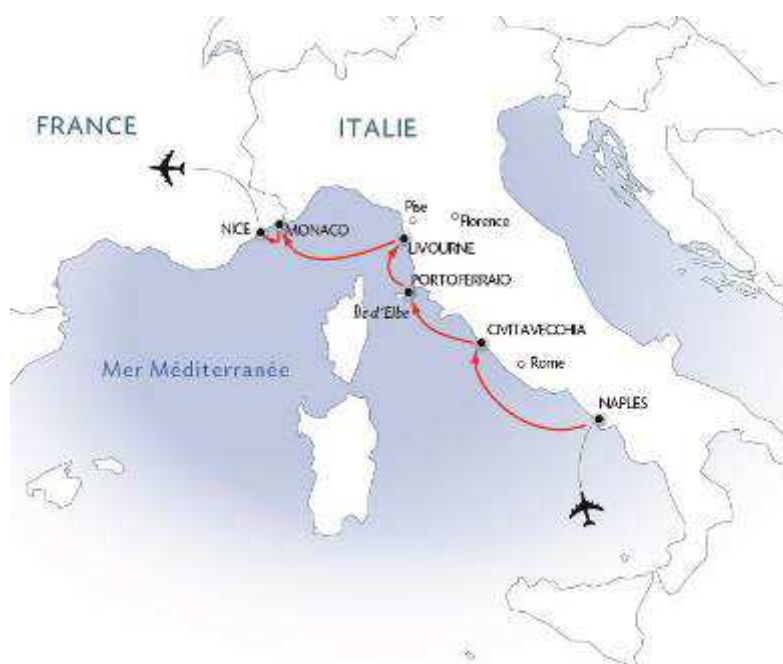 FRANCE
ITALIE
Pise
Florence
NICE
MONACO
LIVOURNE
PORTOFERRAIO
Île d'Elbe
CIVITAVECCHIA
Mer Méditerranée
Rome
NAPLES